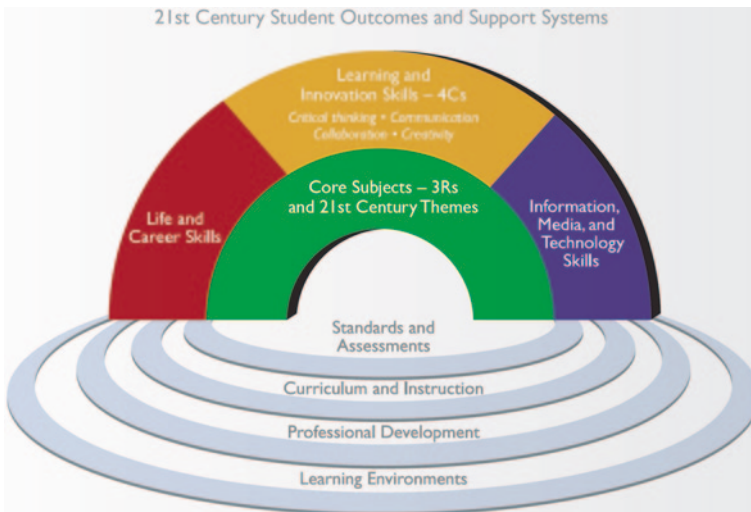 21st Century Student Outcomes and Support Systems
Learning and
Innovation Skills – 4Cs
Critical thinking • Communication
Collaboration • Creativity
Core Subjects – 3Rs
and 21st Century Themes
Life and
Career Skills
Information,
Media, and
Technology
Skills
Standards and
Assessments
Curriculum and Instruction
Professional Development
Learning Environments